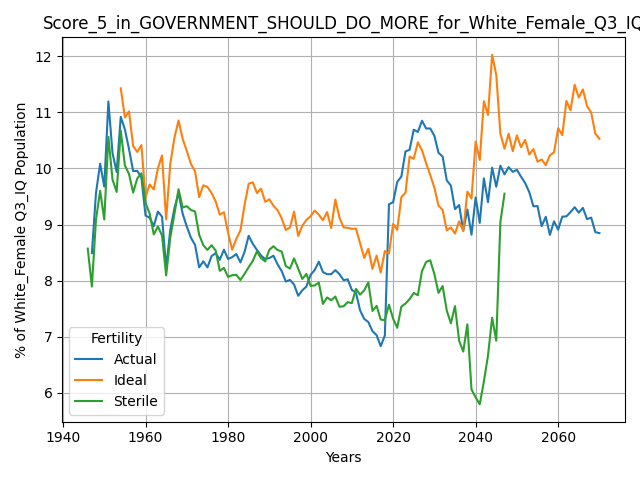 Score_5_in_GOVERNMENT_SHOULD_DO_MORE_for_White_Female_Q3_IQ
% of White_Female Q3_IQ Population
12
11
10
9
8
7
6
Fertility
Actual
Ideal
Sterile
1940 1960 1980 2000 2020 2040 2060
Years